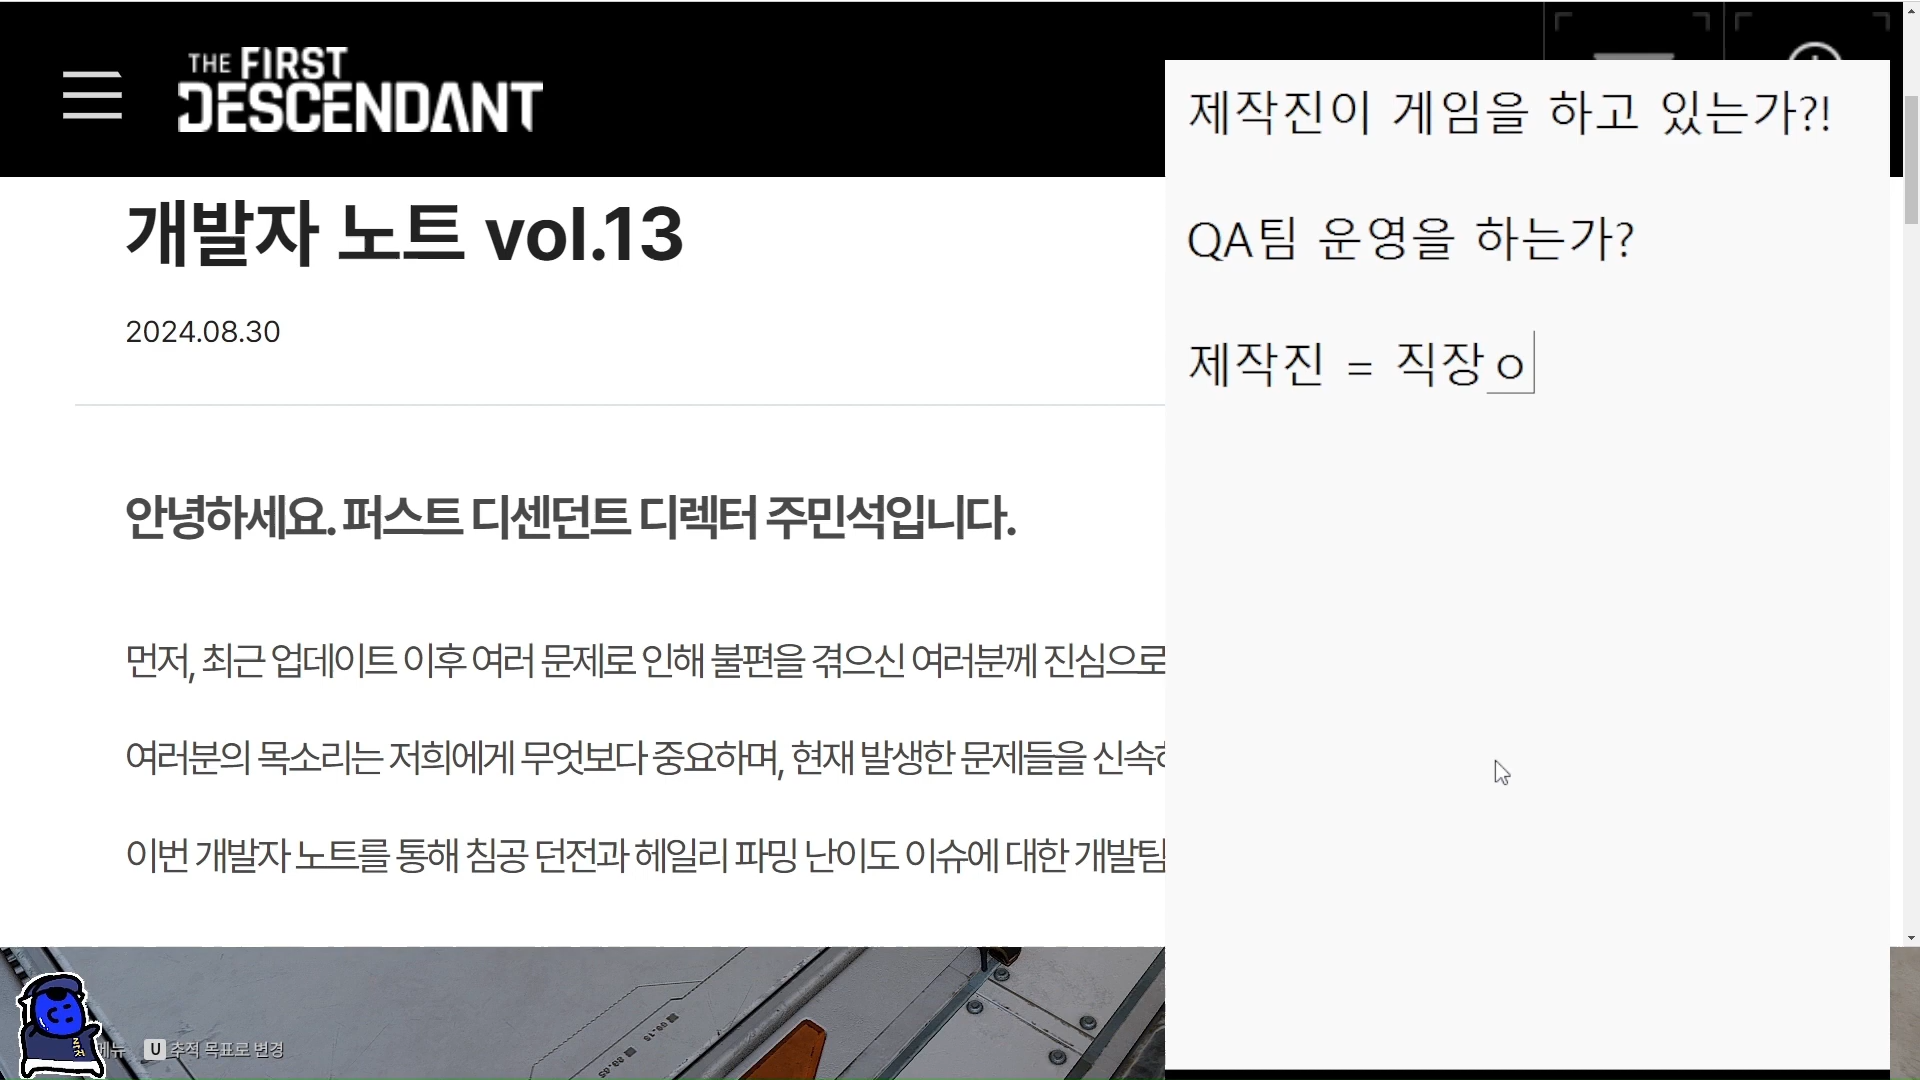 THE FIRST
DESCENDANT
개발자 노트 vol.13
2024.08.30
안녕하세요. 퍼스트 디센던트 디렉터 주민석입니다.
먼저, 최근 업데이트 이후 여러 문제로 인해 불편을 겪으신 여러분께 진심으로
여러분의 목소리는 저희에게 무엇보다 중요하며, 현재 발생한 문제들을 신속하
이번 개발자 노트를 통해 침공 던전과 헤일리 파밍 난이도 이슈에 대한 개발팀
제작진이 게임을 하고 있는가?!
QA팀 운영을 하는가?
제작진 = 직장ㅇ
메뉴 U 추적 목표로 변경